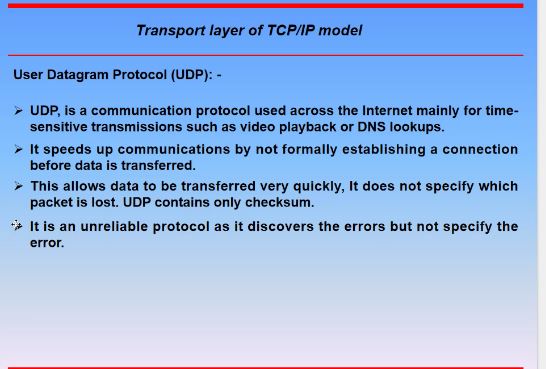 Transport layer of TCP/IP model
User Datagram Protocol (UDP): -
➤ UDP, is a communication protocol used across the Internet mainly for time-
sensitive transmissions such as video playback or DNS lookups.
➤ It speeds up communications by not formally establishing a connection
before data is transferred.
➤ This allows data to be transferred very quickly, It does not specify which
packet is lost. UDP contains only checksum.
➤ It is an unreliable protocol as it discovers the errors but not specify the
error.